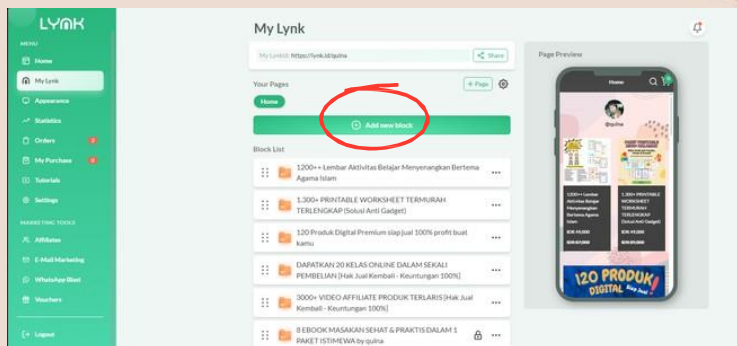 LYNK
MENU
Home
My Lynk
Appearance
Statistics
Orders
My Purchase
Tutorials
Settings
MARKETING TOOLS
Affiliates
E-Mail Marketing
WhatsApp Blast
Vouchers
Logout
My Lynk
My LynkId: https://lynk.id/qulna
Share
Your Pages
+ Page
Home
Add new block
Block List
1200++ Lembar Aktivitas Belajar Menyenangkan Bertema
Agama Islam
1.300+ PRINTABLE WORKSHEET TERMURAH
TERLENGKAP (Solusi Anti Gadget)
120 Produk Digital Premium siap jual 100% profit buat
kamu
DAPATKAN 20 KELAS ONLINE DALAM SEKALI
PEMBELIAN [Hak Jual Kembali - Keuntungan 100%]
3000+ VIDEO AFFILIATE PRODUK TERLARIS [Hak Jual
Kembali - Keuntungan 100%]
8 EBOOK MASAKAN SEHAT & PRAKTIS DALAM 1
PAKET ISTIMEWA by qulna
Page Preview
Home
@qulna
1200++ Lembar
Aktivitas Belajar
Menyenangkan
Bertema Agama
Islam
1.300+ PRINTABLE
WORKSHEET
TERMURAH
TERLENGKAP
(Solusi Anti Gadget)
120 PRODUK
DIGITAL Siap Jual